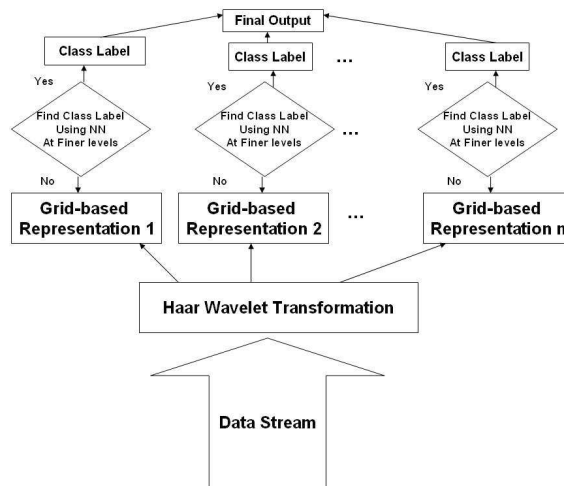 Final Output
Class Label
Class Label
...
Class Label
Yes
Yes
Yes
Find Class Label
Using NN
At Finer levels
Find Class Label
Using NN
At Finer levels
...
Find Class Label
Using NN
At Finer levels
No
No
No
Grid-based
Representation 1
Grid-based
Representation 2
...
Grid-based
Representation n
Haar Wavelet Transformation
Data Stream